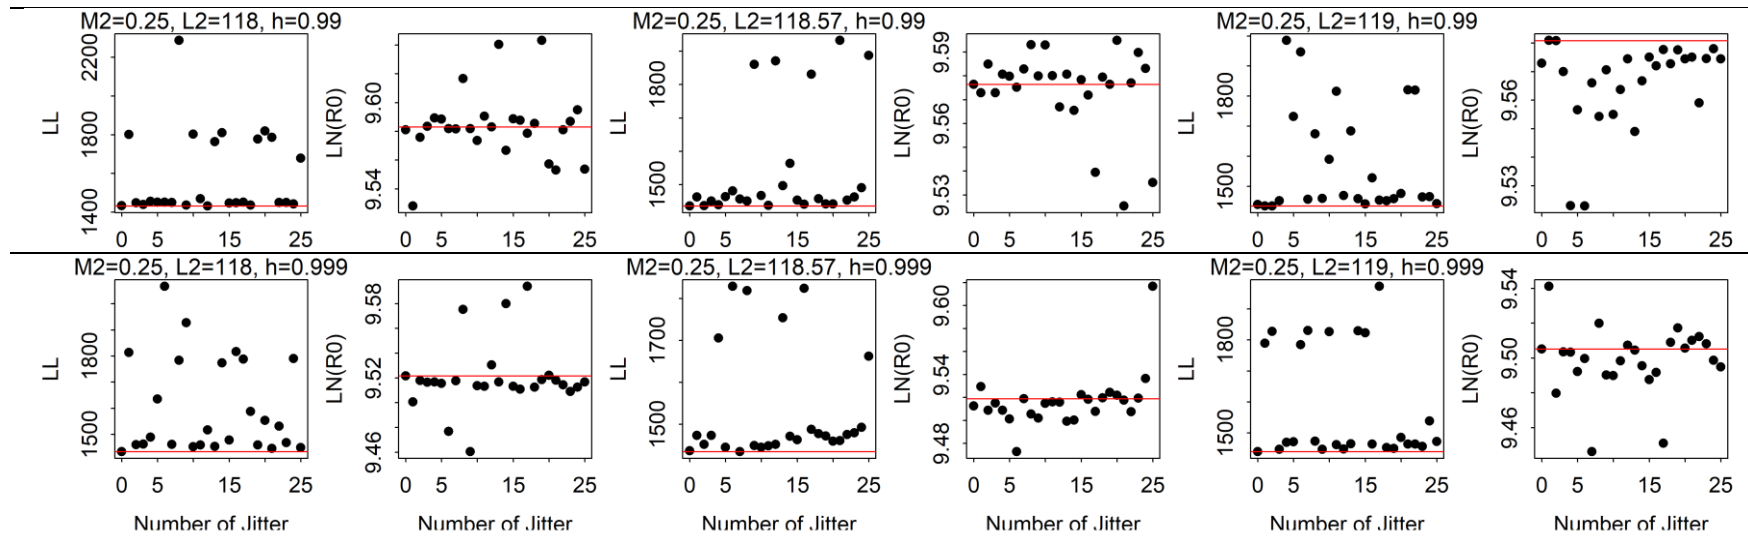 M2=0.25, L2=118, h=0.99
M2=0.25, L2=118.57, h=0.99
M2=0.25, L2=119, h=0.99
LL
1400 1800 2200
0 5 15 25
LN(R0)
9.54 9.60
0 5 15 25
LL
1500 1800
0 5 15 25
LN(R0)
9.53 9.56 9.56 9.59
0 5 15 25
LL
1500 1800
0 5 15 25
LN(R0)
9.53 9.56
0 5 15 25
M2=0.25, L2=118, h=0.999
M2=0.25, L2=118.57, h=0.999
M2=0.25, L2=119, h=0.999
LL
1500 1800
0 5 15 25
LN(R0)
9.46 9.52 9.58
0 5 15 25
LL
1500 1700
0 5 15 25
LN(R0)
9.48 9.54 9.60
0 5 15 25
LL
1500 1800
0 5 15 25
LN(R0)
9.46 9.50 9.54
0 5 15 25
Number of Jitter
Number of Jitter
Number of Jitter
Number of Jitter
Number of Jitter
Number of Jitter